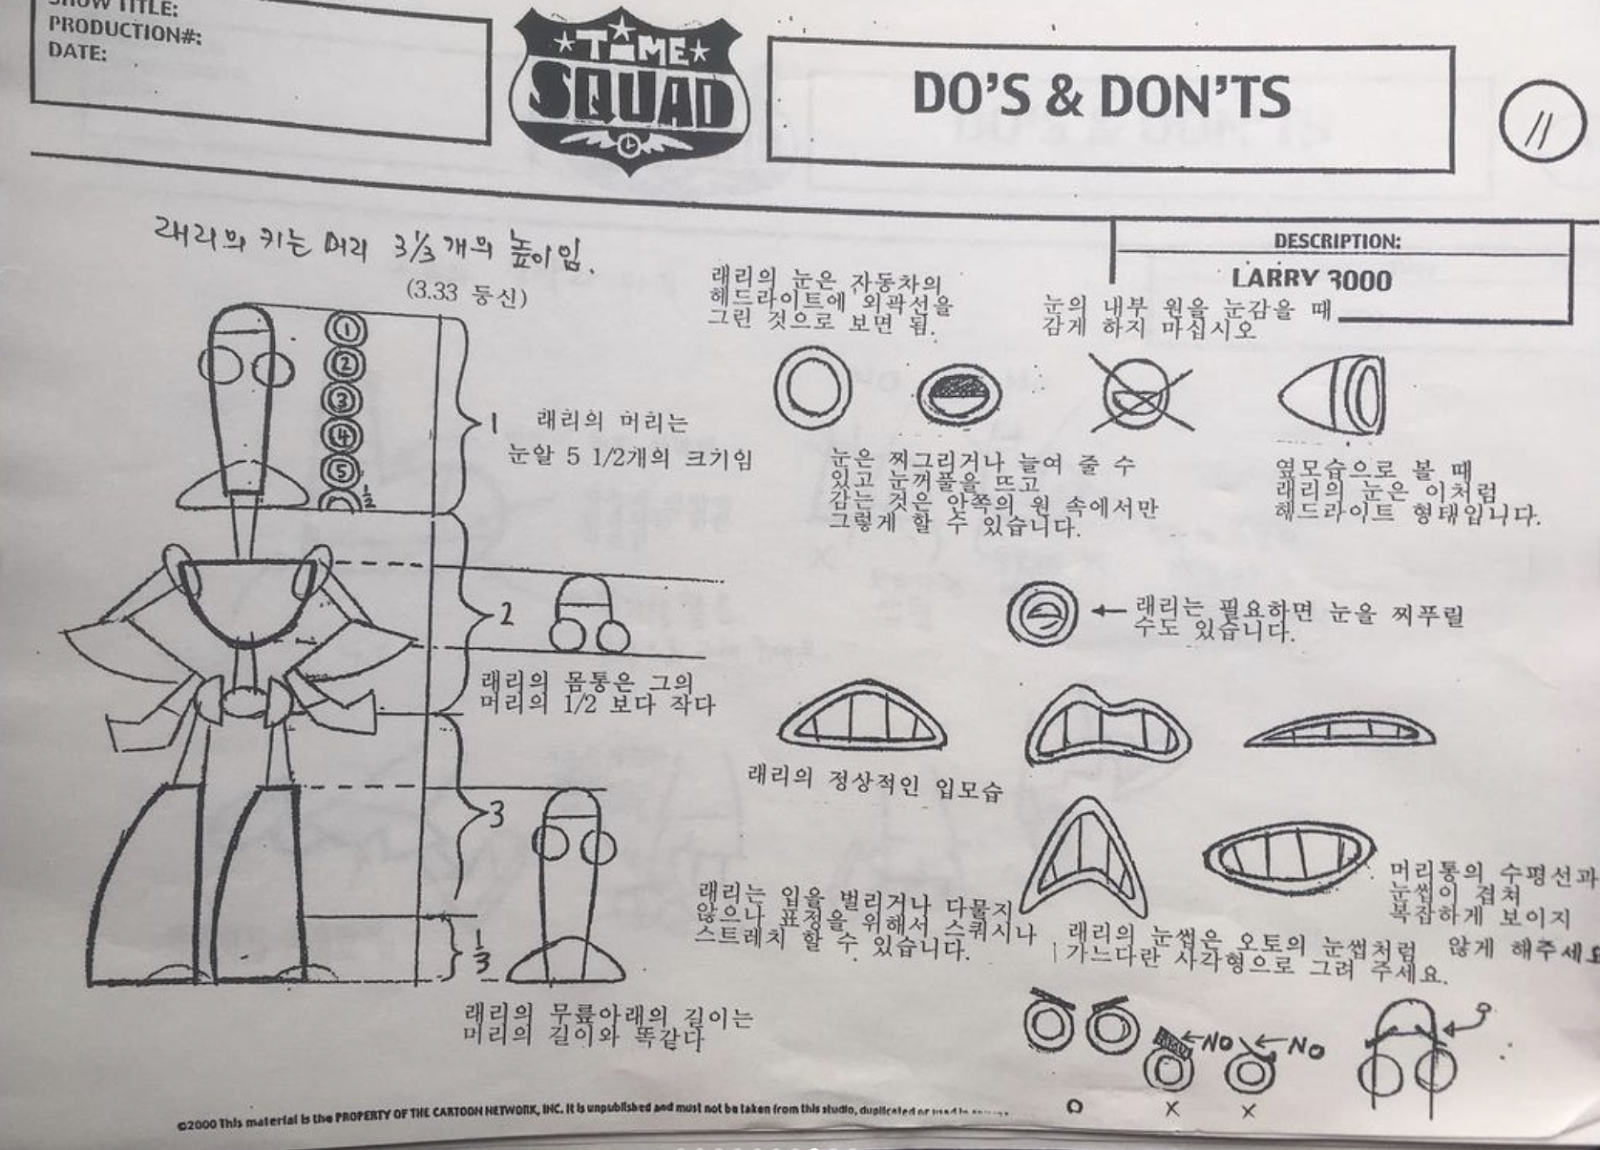 SHOW TITLE:
PRODUCTION#:
DATE:
TIME
SQUAD
DO'S & DON'TS
11
DESCRIPTION:
LARRY 3000
래리의 키는 머리 3 1/3 개의 높이임.
(3.33 등신)
1
2
3
4
5
1/2
1
래리의 머리는
눈알 5 1/2개의 크기임
2
래리의 몸통은 그의
머리의 1/2 보다 작다
3
1/3
래리의 무릎아래의 길이는
머리의 길이와 똑같다
래리의 눈은 자동차의
헤드라이트에 외곽선을
그린 것으로 보면 됨.
눈의 내부 원을 눈감을 때
감게 하지 마십시오
눈은 찌그리거나 늘여 줄 수
있고 눈꺼풀을 뜨고
감는 것은 안쪽의 원 속에서만
그렇게 할 수 있습니다.
옆모습으로 볼 때
래리의 눈은 이처럼
헤드라이트 형태입니다.
래리는 필요하면 눈을 찌푸릴
수도 있습니다.
래리의 정상적인 입모습
래리는 입을 벌리거나 다물지
않으나 표정을 위해서 스쿼시나
스트레치 할 수 있습니다.
래리의 눈썹은 오토의 눈썹처럼
가느다란 사각형으로 그려 주세요.
머리통의 수평선과
눈썹이 겹쳐
복잡하게 보이지
않게 해주세요
NO
NO
O
X
X
©2000 This material is the PROPERTY OF THE CARTOON NETWORK, INC. It is unpublished and must not be taken from this studio, duplicated or used in